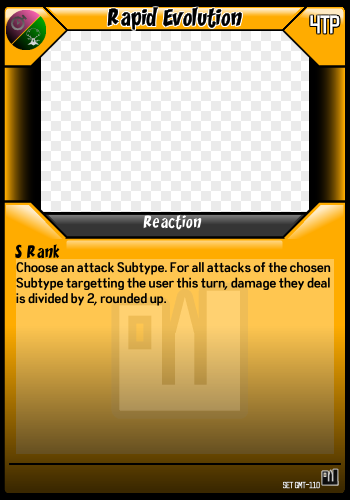 Rapid Evolution
4TP
Reaction
S Rank
Choose an attack Subtype. For all attacks of the chosen
Subtype targetting the user this turn, damage they deal
is divided by 2, rounded up.
SET GMT-110